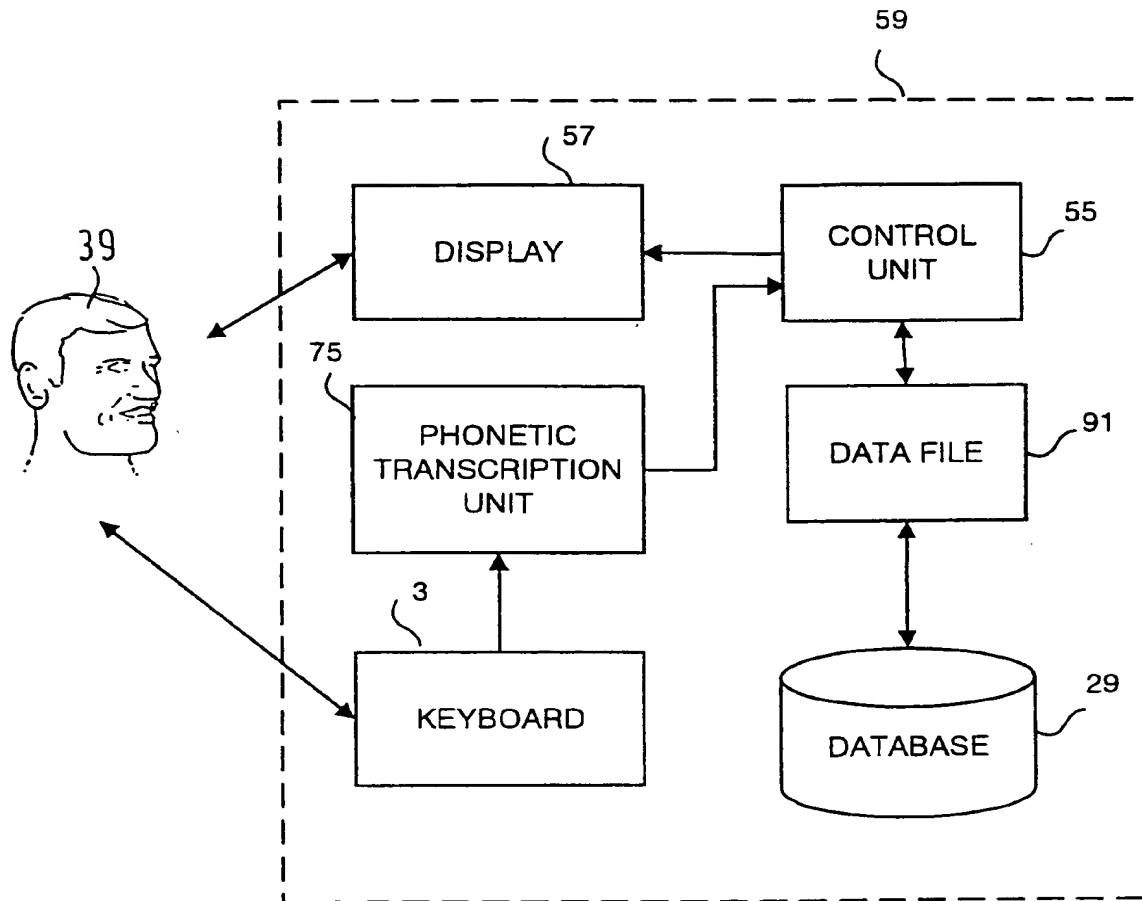 59
57
DISPLAY
CONTROL
UNIT
55
39
75
PHONETIC
TRANSCRIPTION
UNIT
DATA FILE
91
3
KEYBOARD
DATABASE
29